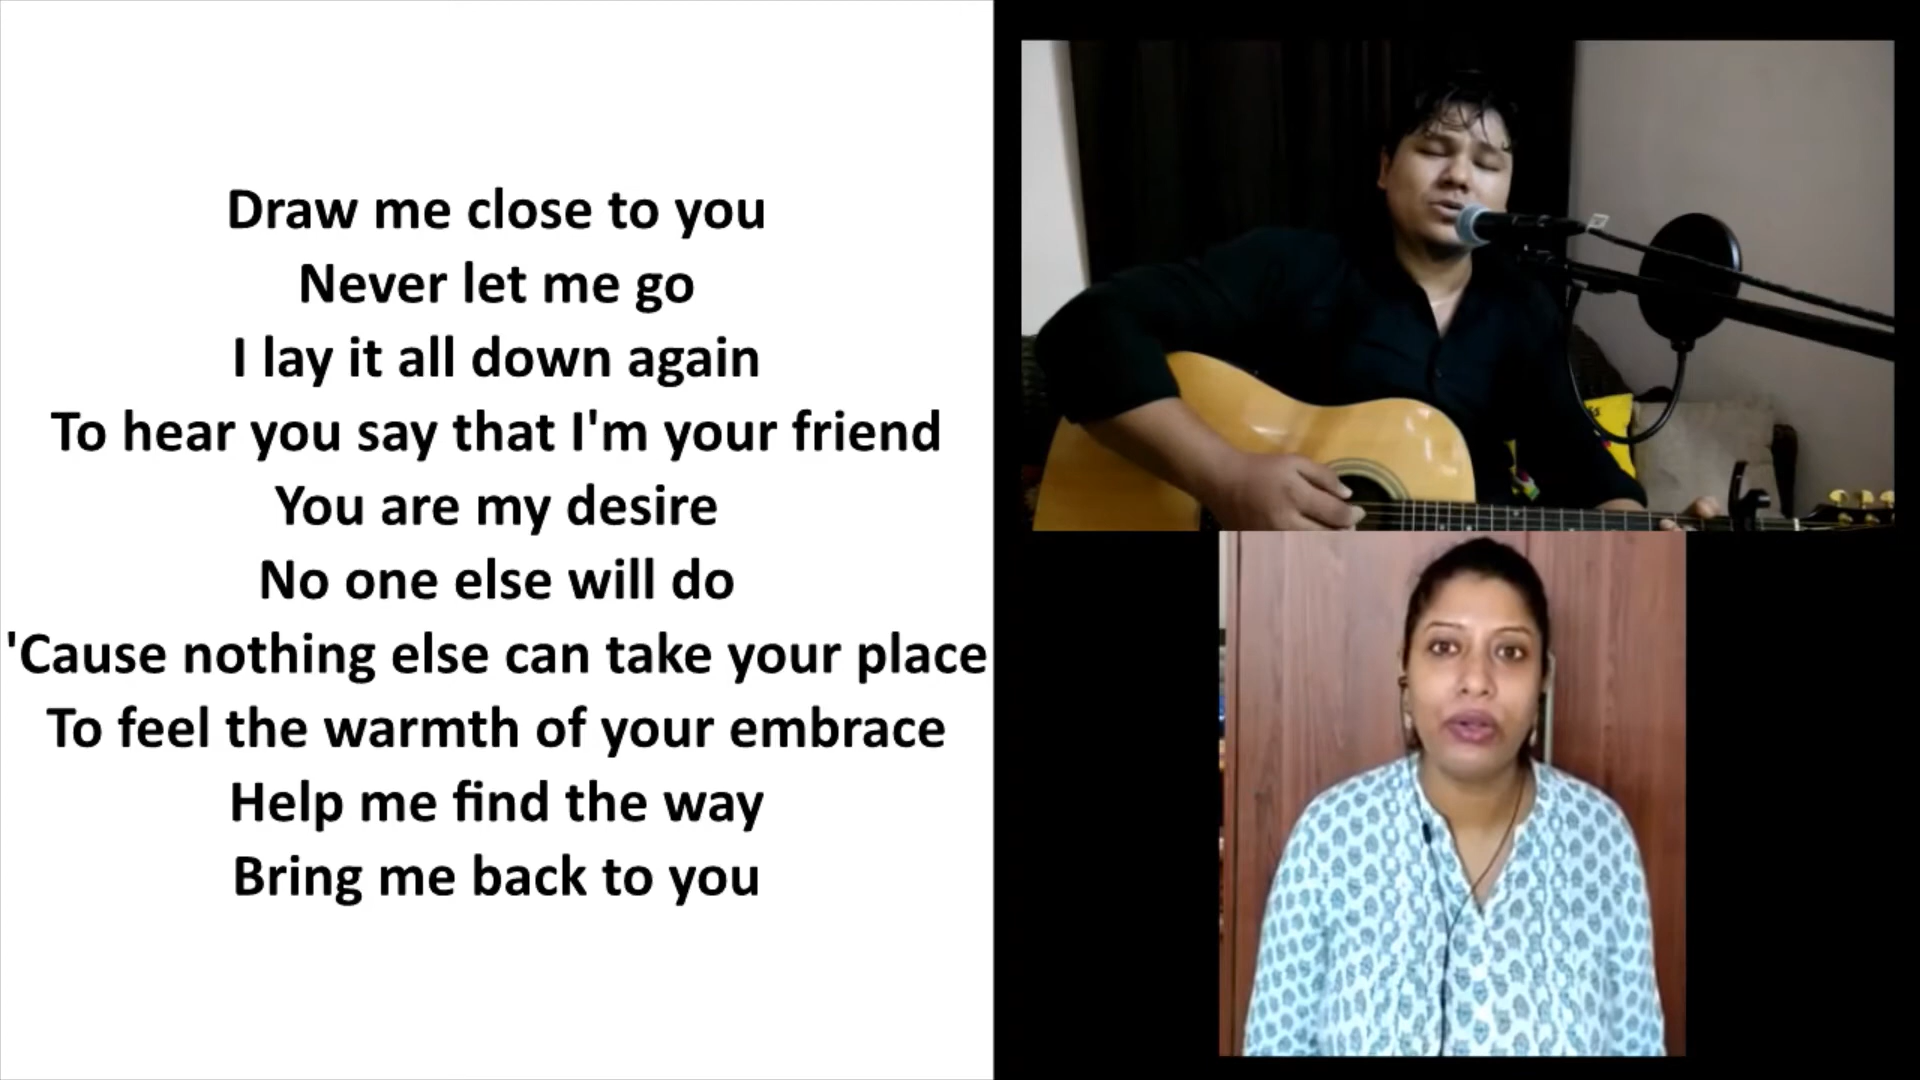 Draw me close to you
Never let me go
I lay it all down again
To hear you say that I'm your friend
You are my desire
No one else will do
'Cause nothing else can take your place
To feel the warmth of your embrace
Help me find the way
Bring me back to you